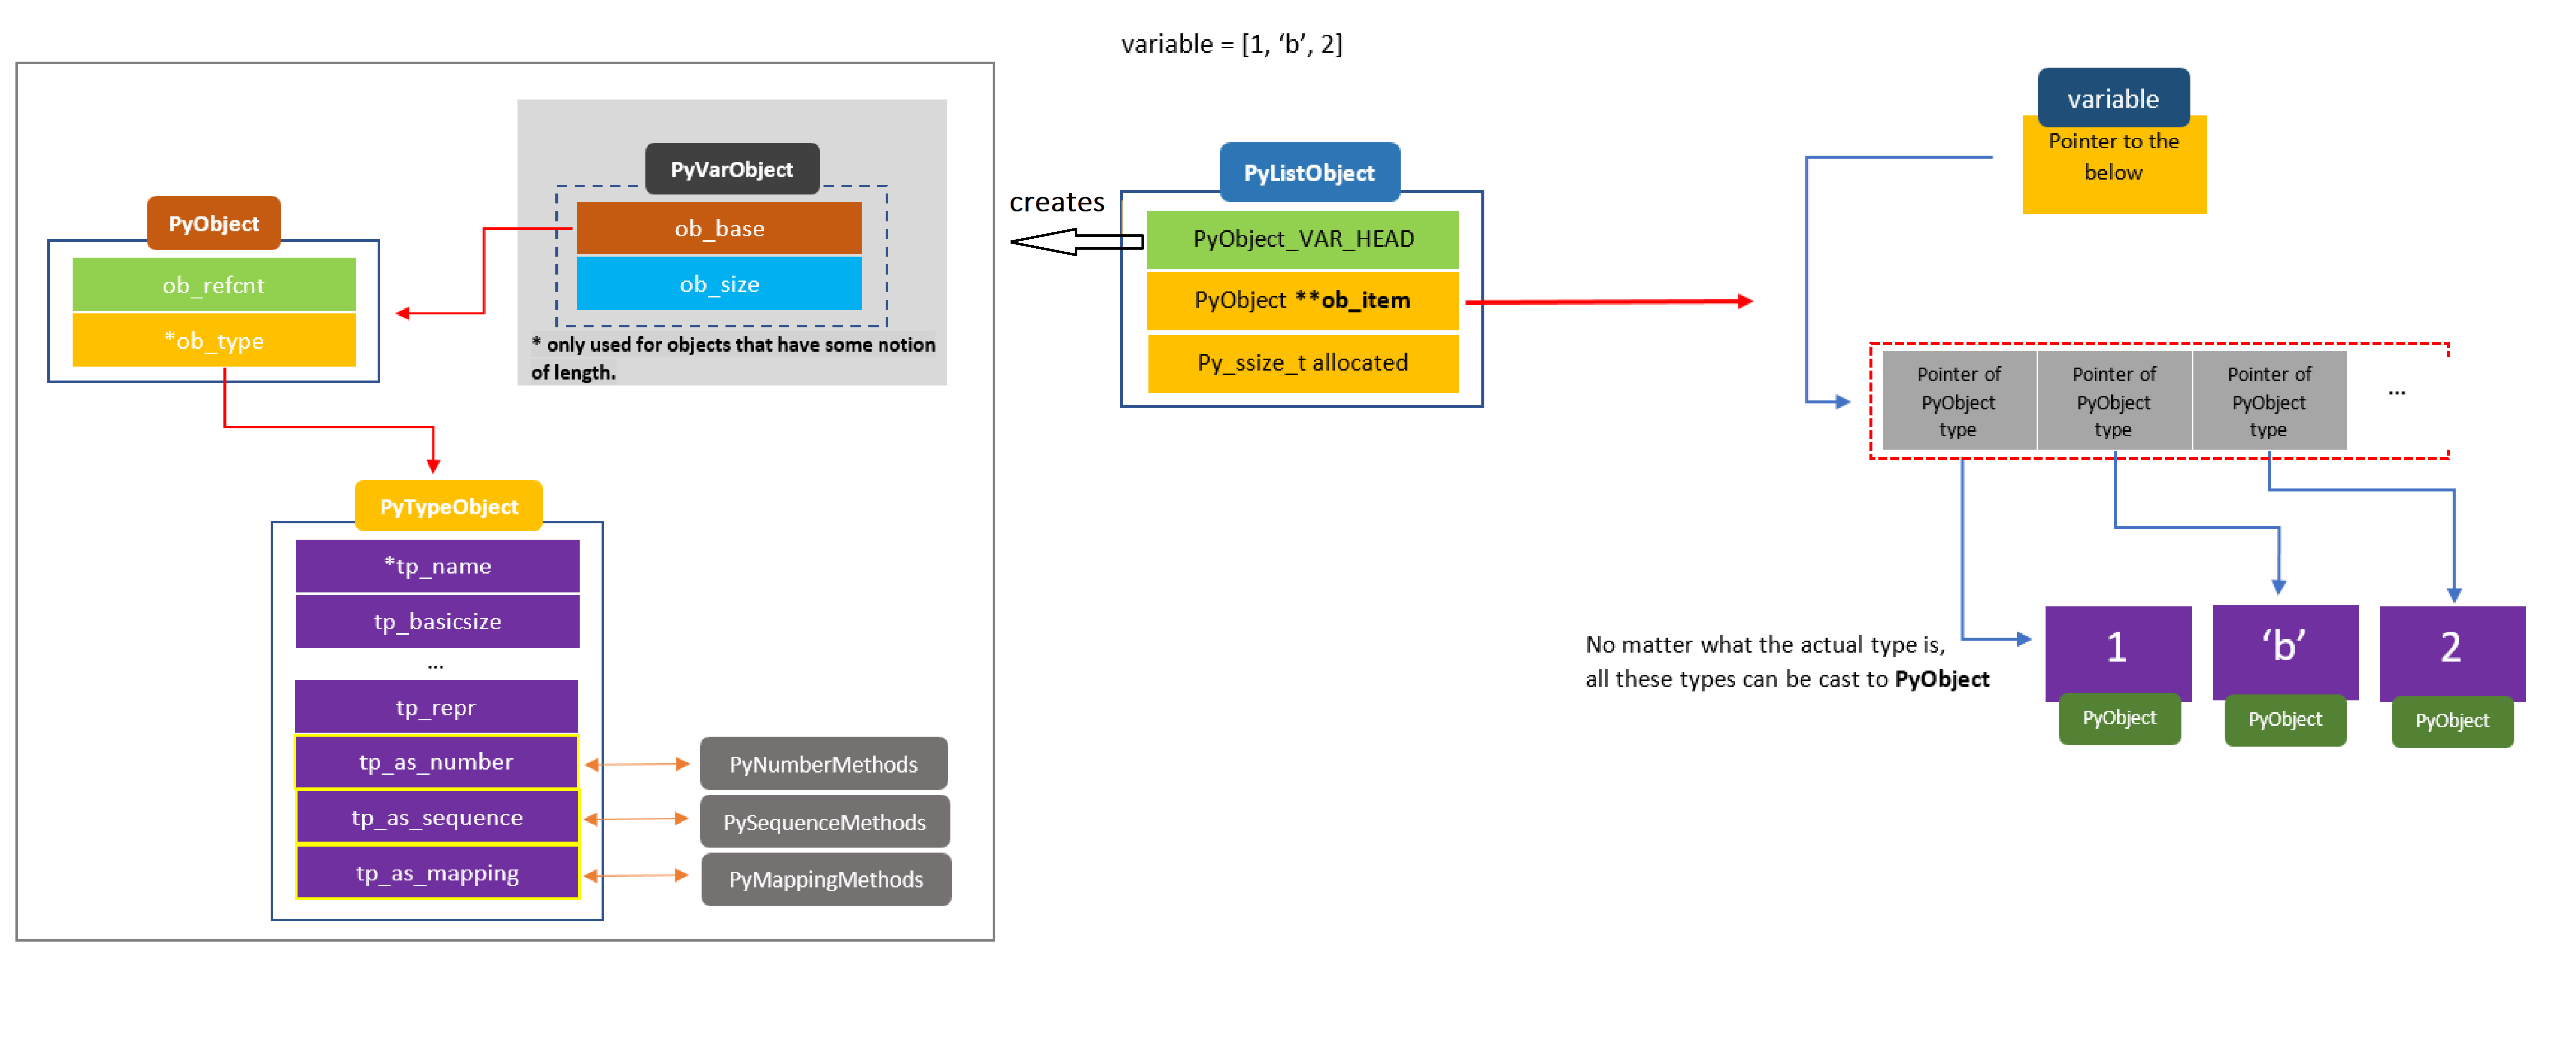 variable = [1, ‘b’, 2]
PyVarObject
ob_base
ob_size
* only used for objects that have some notion
of length.
PyObject
ob_refcnt
*ob_type
PyTypeObject
*tp_name
tp_basicsize
...
tp_repr
tp_as_number
tp_as_sequence
tp_as_mapping
PyNumberMethods
PySequenceMethods
PyMappingMethods
creates
PyListObject
PyObject_VAR_HEAD
PyObject **ob_item
Py_ssize_t allocated
variable
Pointer to the
below
Pointer of
PyObject
type
Pointer of
PyObject
type
Pointer of
PyObject
type
...
No matter what the actual type is,
all these types can be cast to PyObject
1
PyObject
‘b’
PyObject
2
PyObject